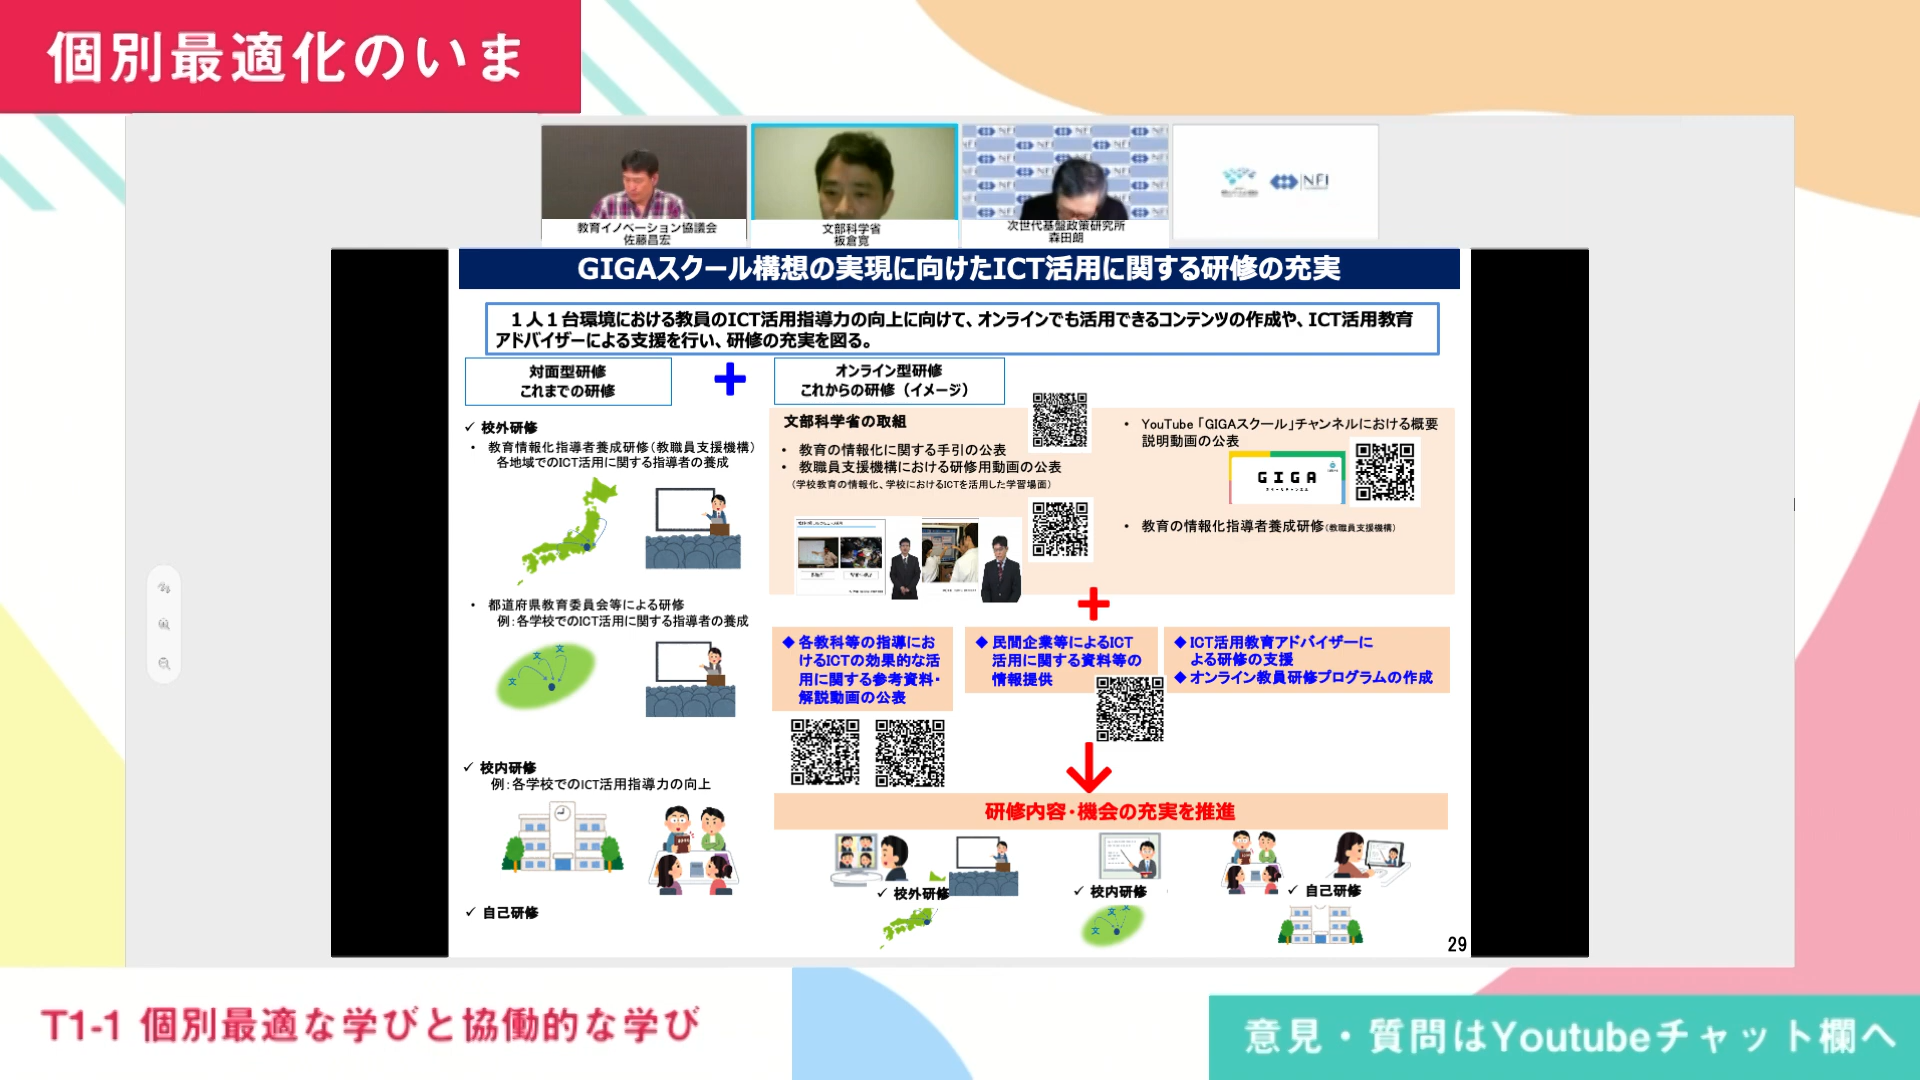 個別最適化のいま
教育イノベーション協議会
佐藤昌宏
文部科学省
板倉寛
次世代基盤政策研究所
森田朗
NFI
GIGAスクール構想の実現に向けたICT活用に関する研修の充実
1人1台環境における教員のICT活用指導力の向上に向けて、オンラインでも活用できるコンテンツの作成や、ICT活用教育
アドバイザーによる支援を行い、研修の充実を図る。
対面型研修
これまでの研修
オンライン型研修
これからの研修（イメージ）
✓ 校外研修
• 教育情報化指導者養成研修（教職員支援機構）
各地域でのICT活用に関する指導者の養成
• 都道府県教育委員会等による研修
例：各学校でのICT活用に関する指導者の養成
文
文
文
✓ 校内研修
例：各学校でのICT活用指導力の向上
✓ 自己研修
文部科学省の取組
• 教育の情報化に関する手引の公表
• 教職員支援機構における研修用動画の公表
（学校教育の情報化、学校におけるICTを活用した学習場面）
• YouTube「GIGAスクール」チャンネルにおける概要
説明動画の公表
GIGA
• 教育の情報化指導者養成研修（教職員支援機構）
◆ 各教科等の指導にお
けるICTの効果的な活
用に関する参考資料・
解説動画の公表
◆ 民間企業等によるICT
活用に関する資料等の
情報提供
◆ ICT活用教育アドバイザーに
よる研修の支援
◆ オンライン教員研修プログラムの作成
研修内容・機会の充実を推進
✓ 校外研修
✓ 校内研修
✓ 自己研修
文
文
文
29
T1-1 個別最適な学びと協働的な学び
意見・質問はYoutubeチャット欄へ